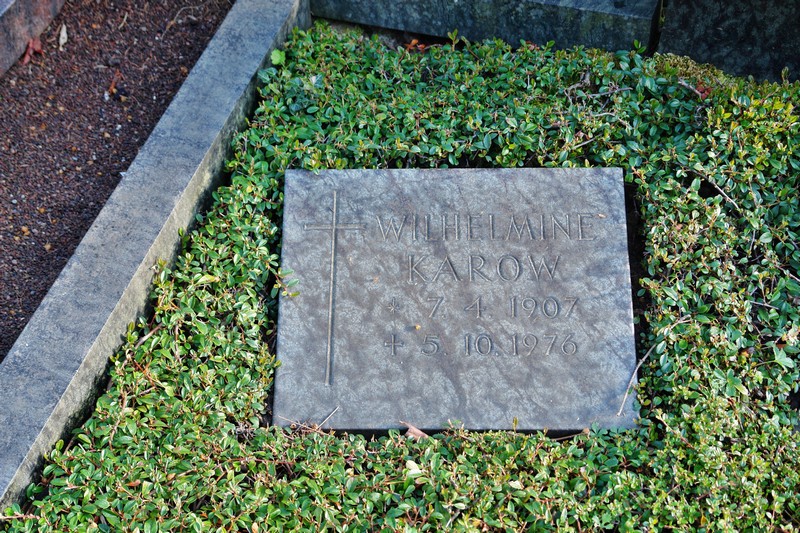 WILHELMINE
KAROW
* 7. 4. 1907
+ 5. 10. 1976